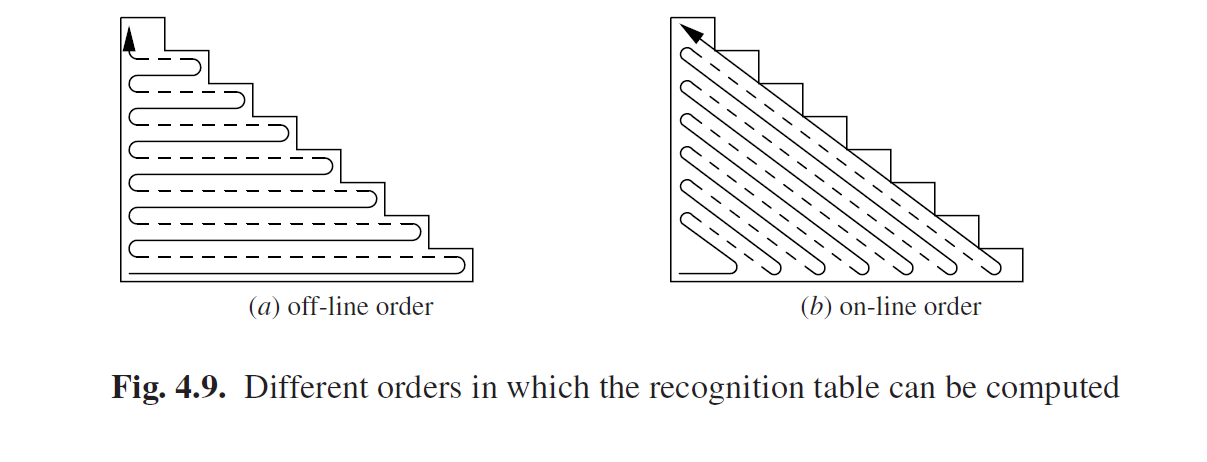 (a) off-line order
(b) on-line order
Fig. 4.9. Different orders in which the recognition table can be computed